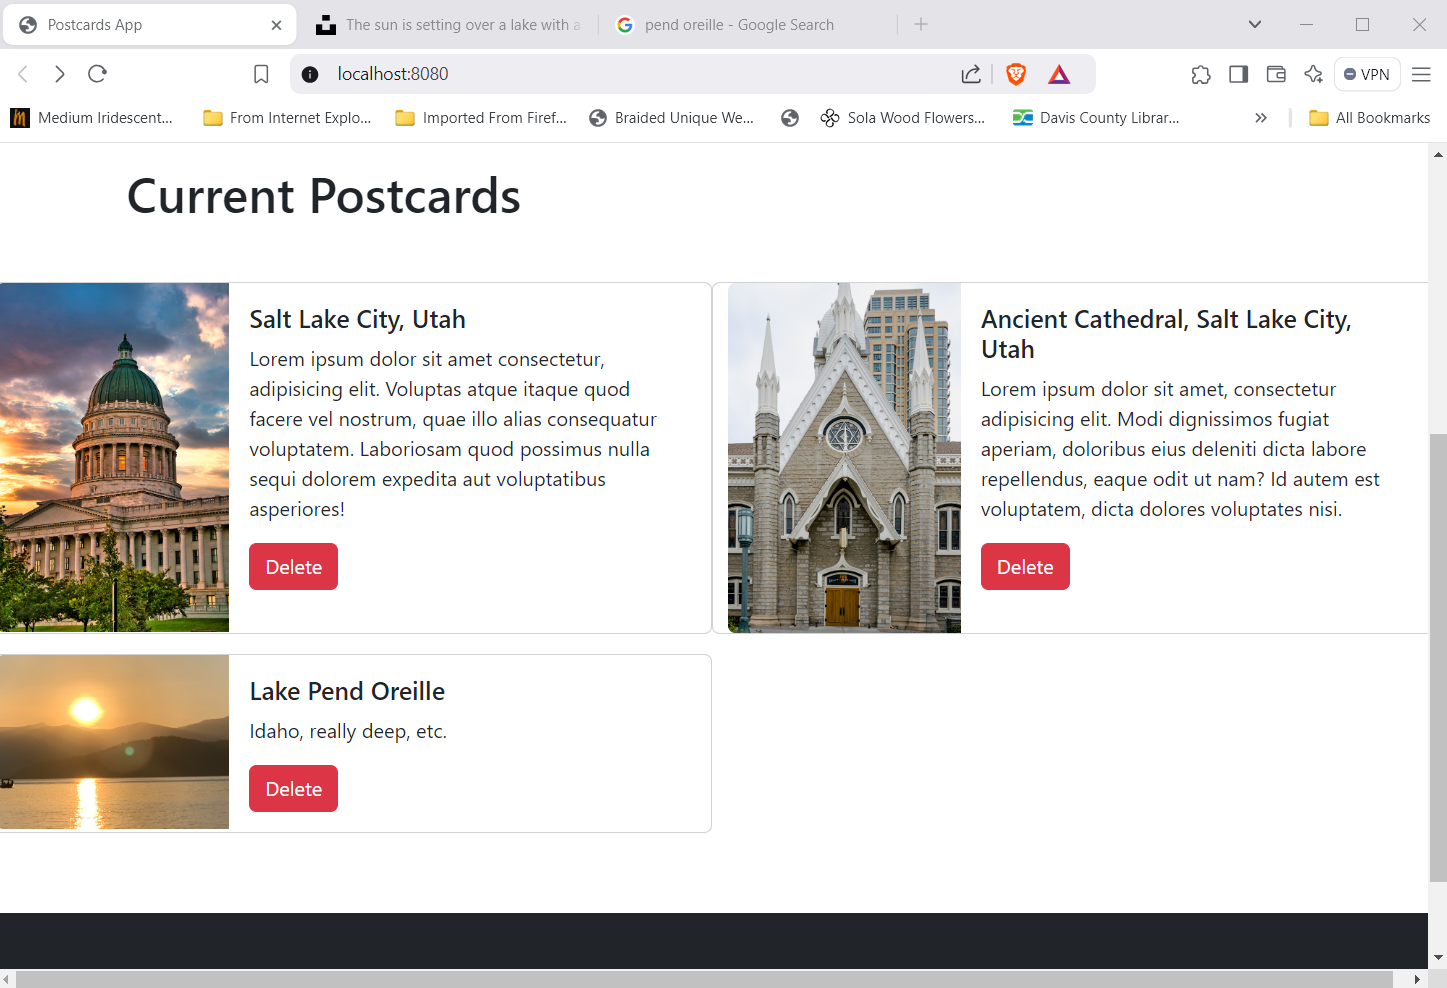 Postcards App
The sun is setting over a lake with a
pend oreille - Google Search
localhost:8080
VPN
Medium Iridescent...
From Internet Explo...
Imported From Firef...
Braided Unique We...
Sola Wood Flowers...
Davis County Librar...
All Bookmarks
Current Postcards
Salt Lake City, Utah
Lorem ipsum dolor sit amet consectetur,
adipisicing elit. Voluptas atque itaque quod
facere vel nostrum, quae illo alias consequatur
voluptatem. Laboriosam quod possimus nulla
sequi dolorem expedita aut voluptatibus
asperiores!
Delete
Ancient Cathedral, Salt Lake City,
Utah
Lorem ipsum dolor sit amet, consectetur
adipisicing elit. Modi dignissimos fugiat
aperiam, doloribus eius deleniti dicta labore
repellendus, eaque odit ut nam? Id autem est
voluptatem, dicta dolores voluptates nisi.
Delete
Lake Pend Oreille
Idaho, really deep, etc.
Delete